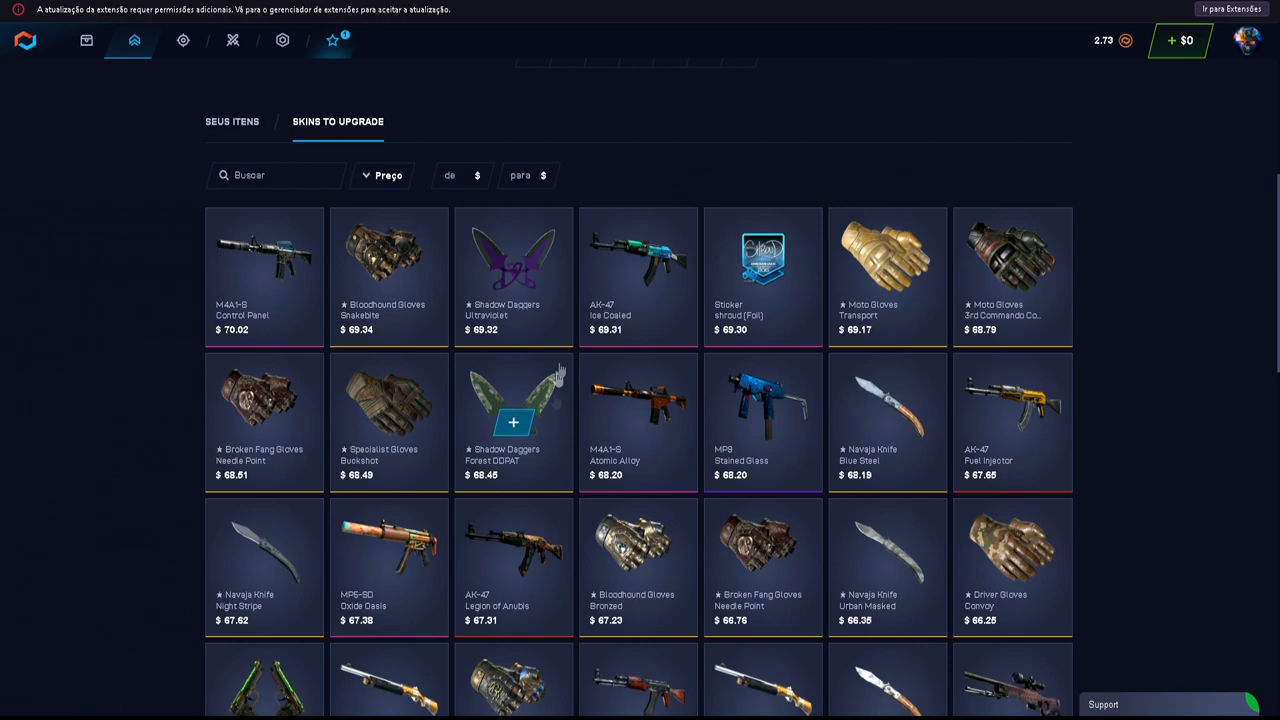 A atualização da extensão requer permissões adicionais. Vá para o gerenciador de extensões para aceitar a atualização.
Ir para Extensões
1
2.73
+ $0
SEUS ITENS
SKINS TO UPGRADE
Buscar
Preço
de $
para $
M4A1-S
Control Panel
$ 70.02
★ Bloodhound Gloves
Snakebite
$ 69.34
★ Shadow Daggers
Ultraviolet
$ 69.32
AK-47
Ice Coaled
$ 69.31
Sticker
shroud (Foil)
$ 69.30
★ Moto Gloves
Transport
$ 69.17
★ Moto Gloves
3rd Commando Co...
$ 68.79
★ Broken Fang Gloves
Needle Point
$ 68.51
★ Specialist Gloves
Buckshot
$ 68.49
★ Shadow Daggers
Forest DDPAT
$ 68.45
M4A1-S
Atomic Alloy
$ 68.20
MP9
Stained Glass
$ 68.20
★ Navaja Knife
Blue Steel
$ 68.19
AK-47
Fuel Injector
$ 67.65
★ Navaja Knife
Night Stripe
$ 67.62
MP5-SD
Oxide Oasis
$ 67.38
AK-47
Legion of Anubis
$ 67.31
★ Bloodhound Gloves
Bronzed
$ 67.23
★ Broken Fang Gloves
Needle Point
$ 66.76
★ Navaja Knife
Urban Masked
$ 66.35
★ Driver Gloves
Convoy
$ 66.25
Support